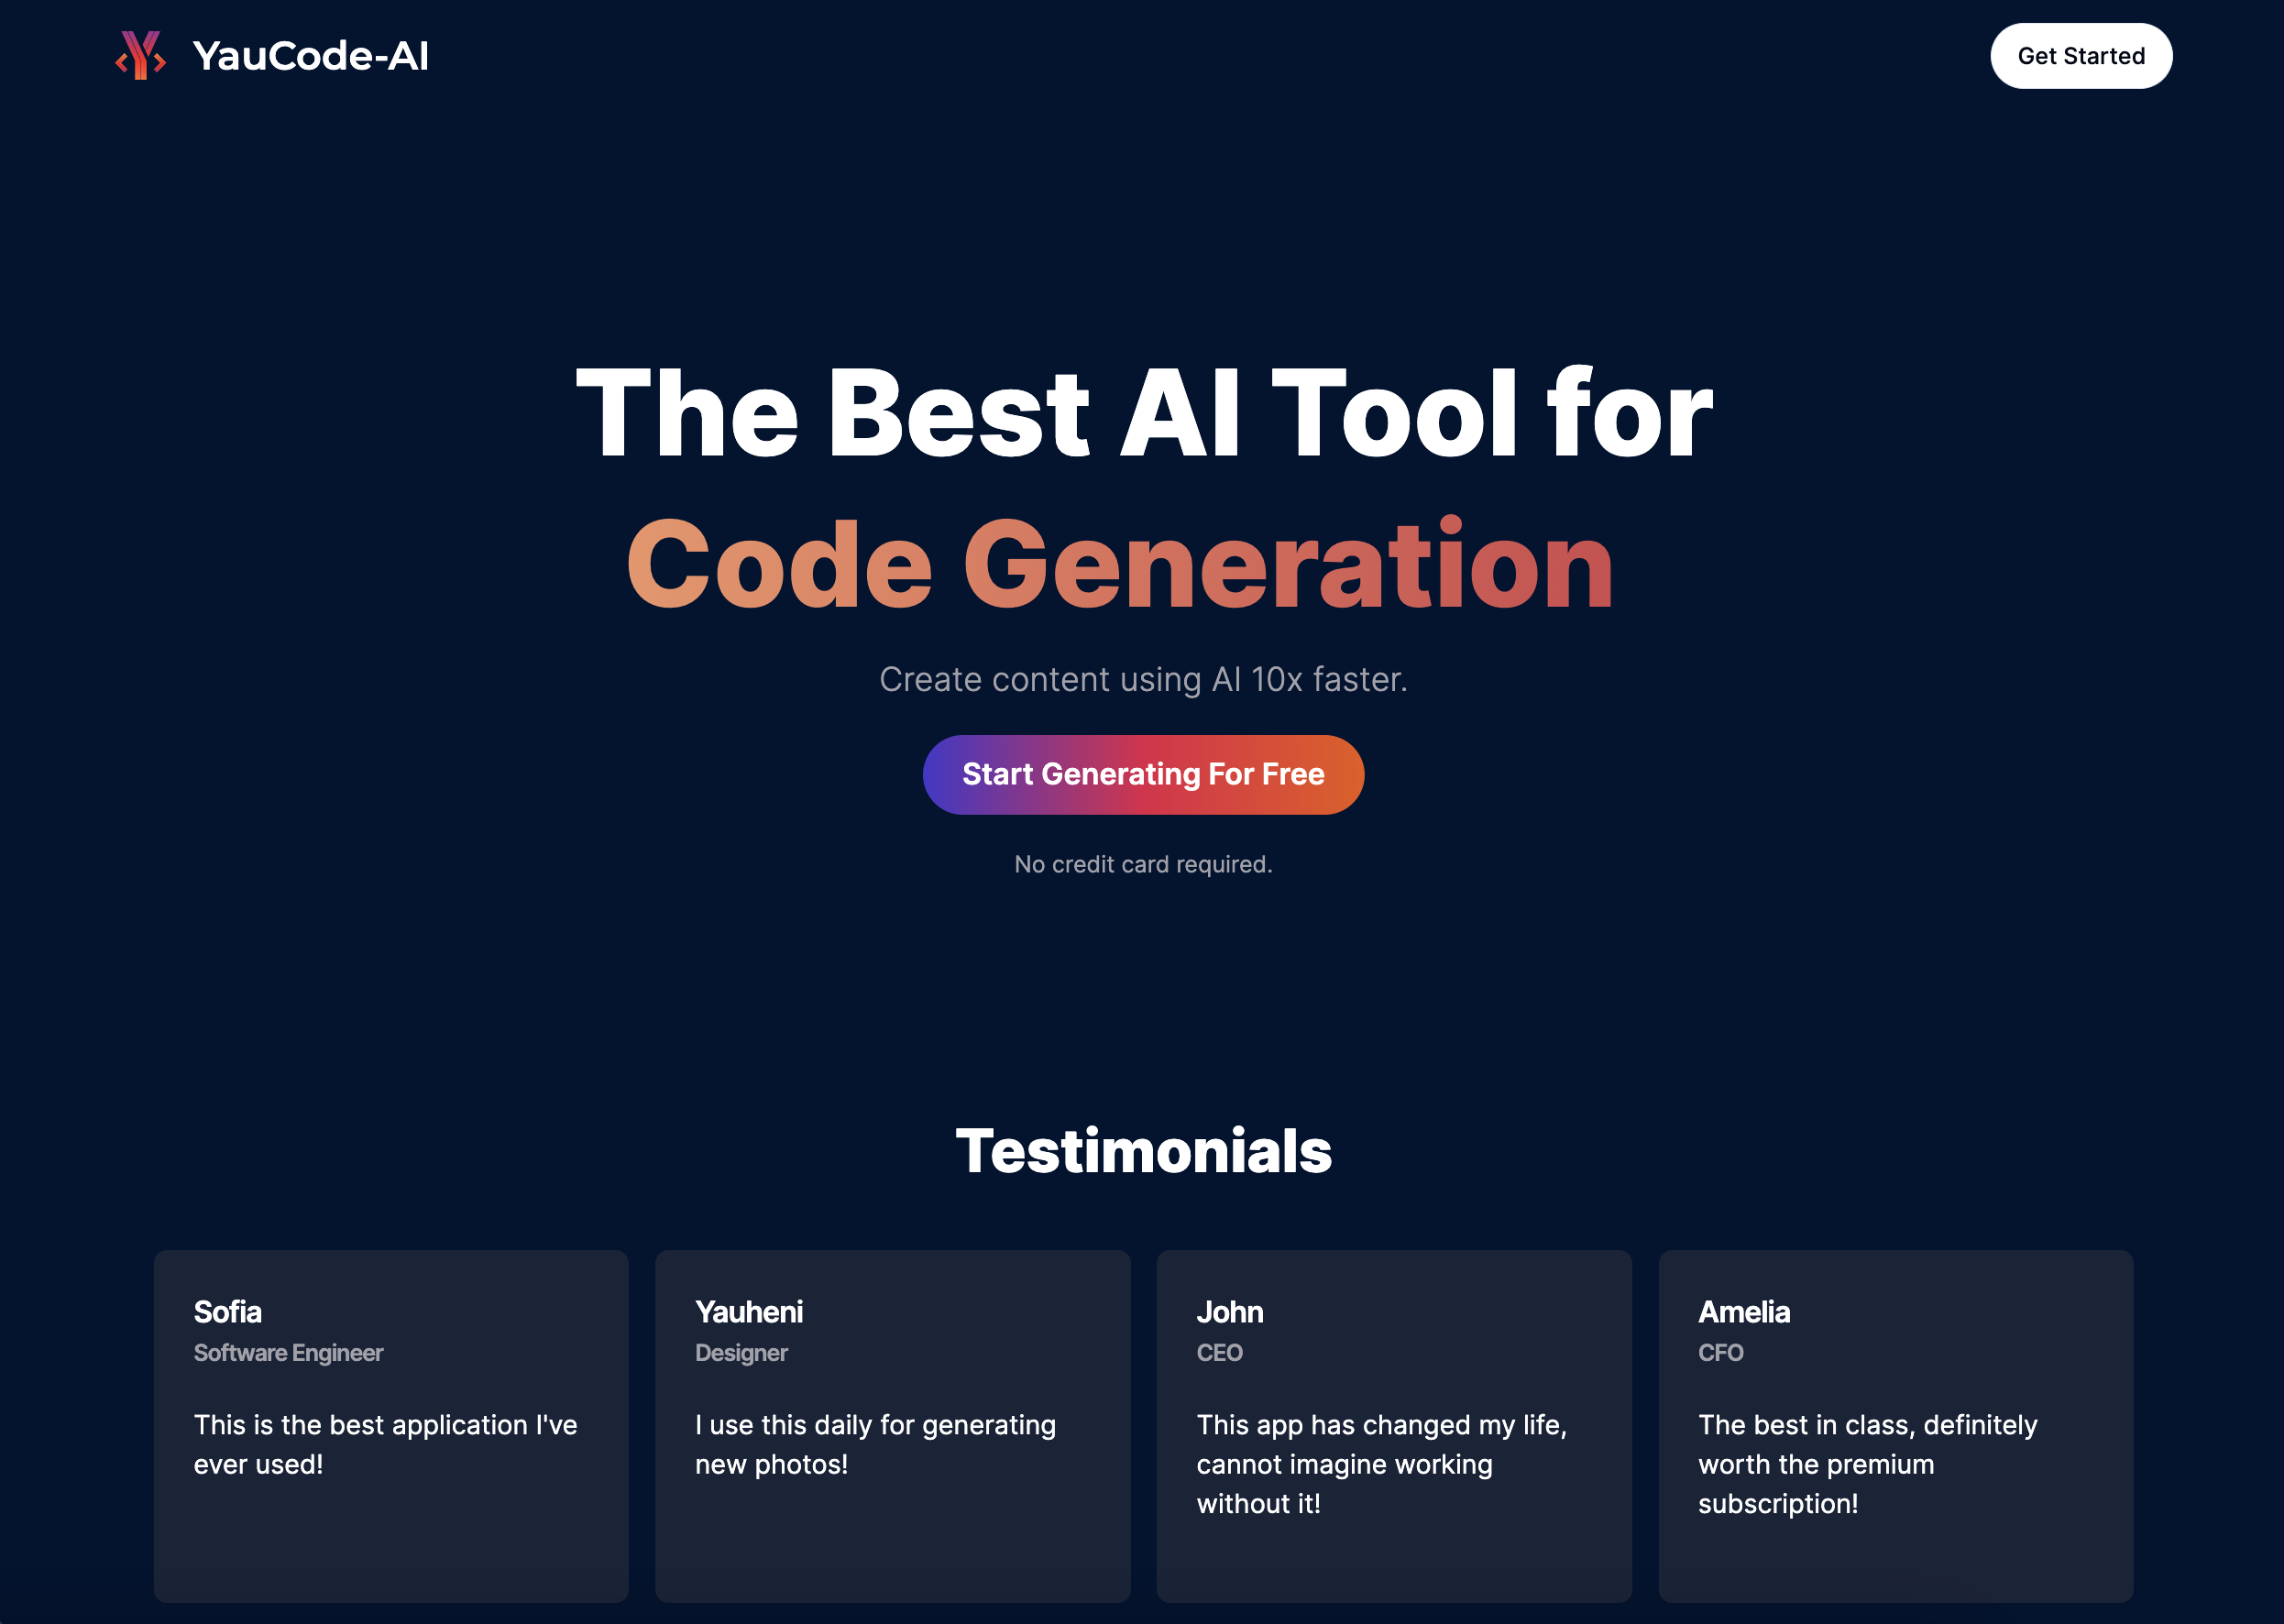 YauCode-AI
Get Started
The Best AI Tool for
Code Generation
Create content using AI 10x faster.
Start Generating For Free
No credit card required.
Testimonials
Sofia
Software Engineer
This is the best application I've
ever used!
Yauheni
Designer
I use this daily for generating
new photos!
John
CEO
This app has changed my life,
cannot imagine working
without it!
Amelia
CFO
The best in class, definitely
worth the premium
subscription!